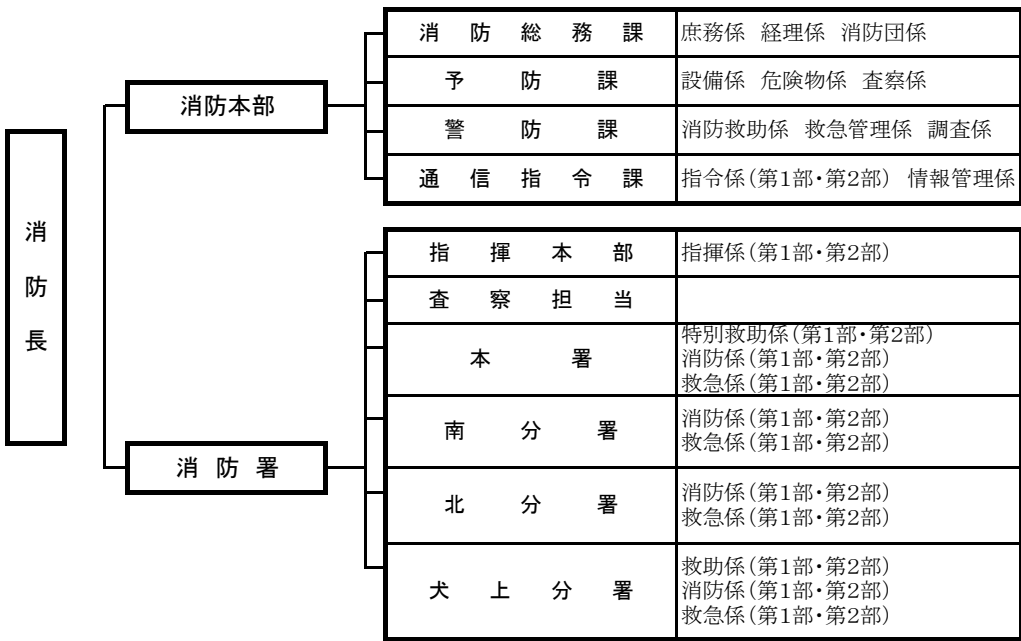 消防長
消防本部
消防総務課 庶務係 経理係 消防団係
予防課 設備係 危険物係 査察係
警防課 消防救助係 救急管理係 調査係
通信指令課 指令係(第1部・第2部) 情報管理係
消防署
指揮本部 指揮係(第1部・第2部)
査察担当
本署 特別救助係(第1部・第2部)
消防係(第1部・第2部)
救急係(第1部・第2部)
南分署 消防係(第1部・第2部)
救急係(第1部・第2部)
北分署 消防係(第1部・第2部)
救急係(第1部・第2部)
犬上分署 救助係(第1部・第2部)
消防係(第1部・第2部)
救急係(第1部・第2部)